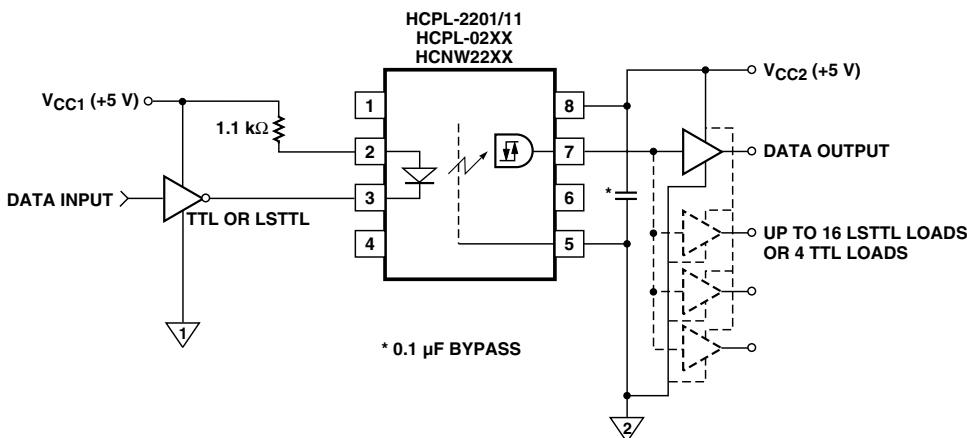 HCPL-2201/11
HCPL-02XX
HCNW22XX
VCC1 (+5 V)
1.1 kΩ
DATA INPUT
TTL OR LSTTL
1
1
2
3
4
8
7
6
5
*
VCC2 (+5 V)
DATA OUTPUT
UP TO 16 LSTTL LOADS
OR 4 TTL LOADS
* 0.1 µF BYPASS
2